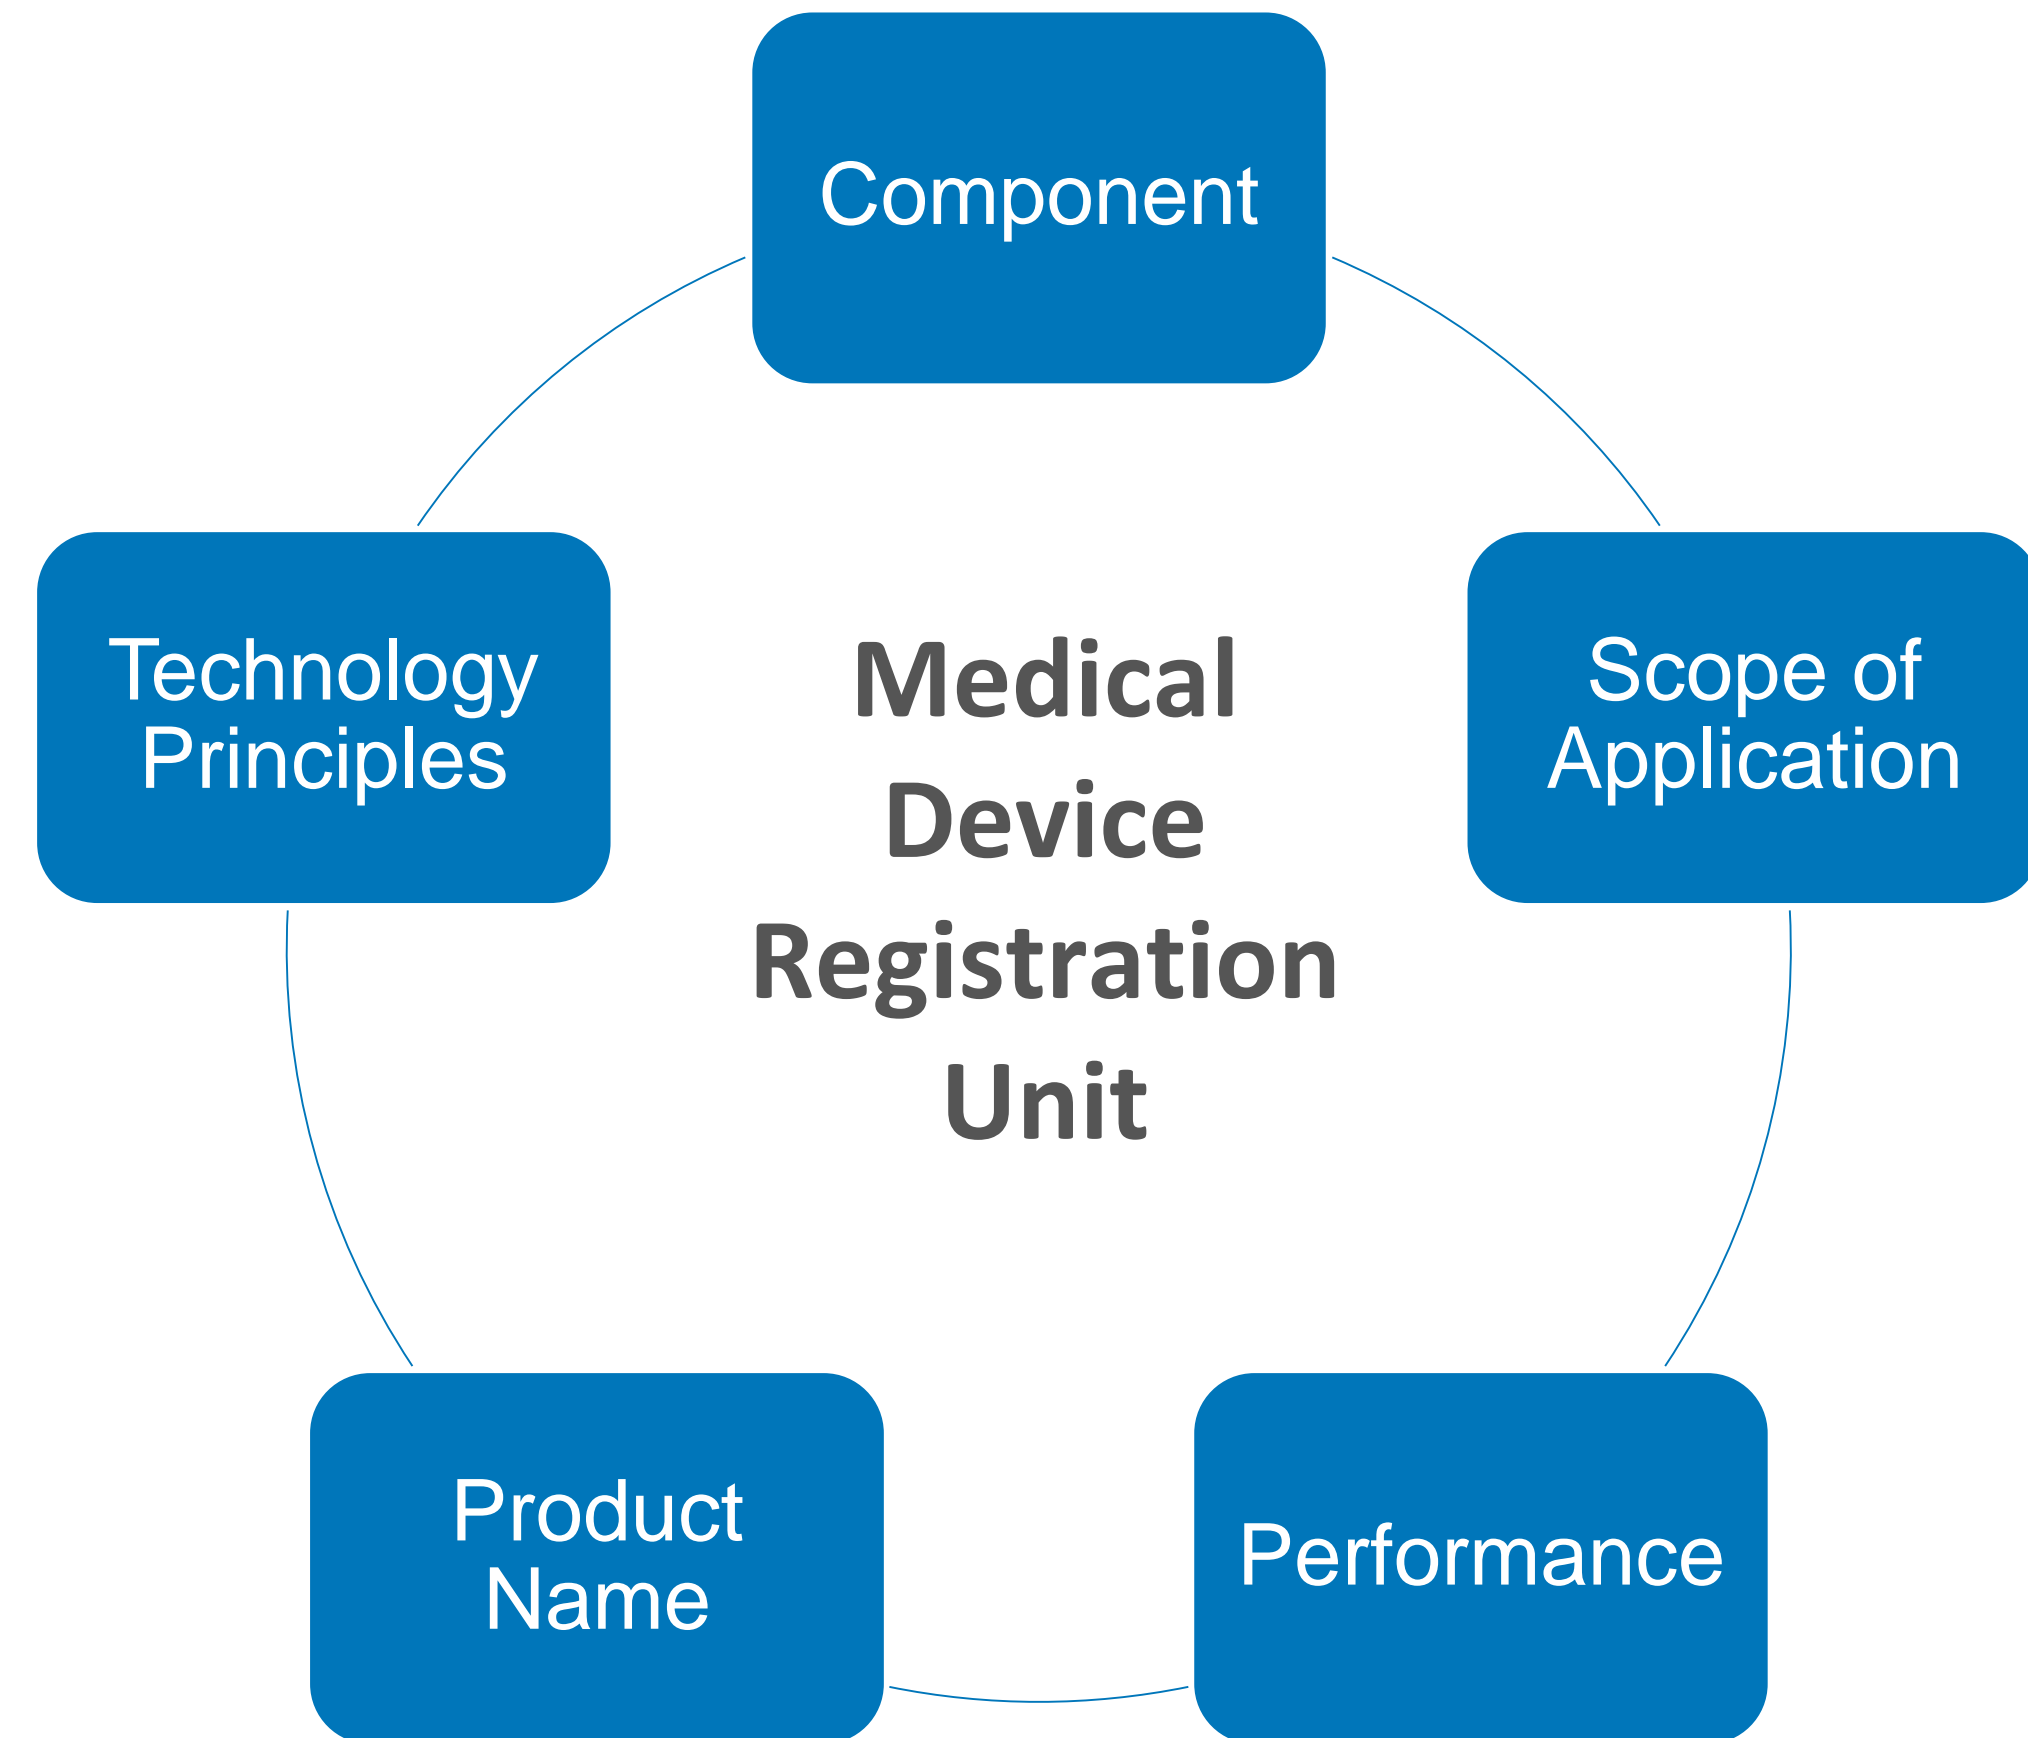 Component
Technology
Principles
Medical
Device
Registration
Unit
Scope of
Application
Product
Name
Performance